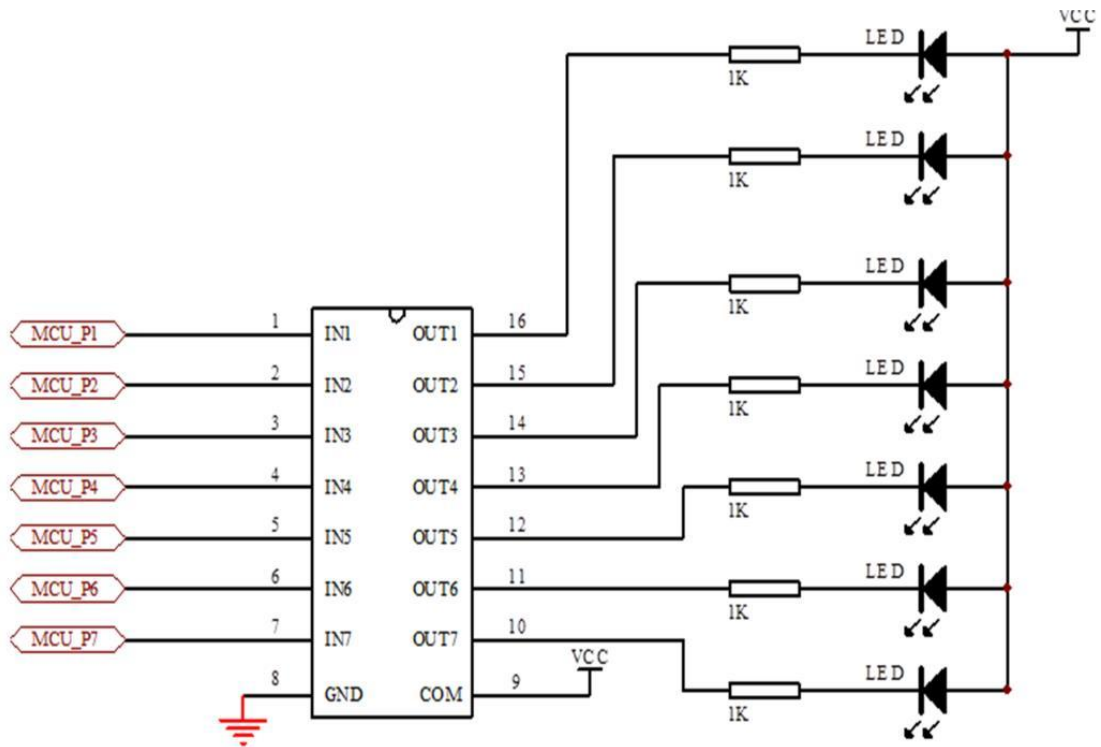 VCC
LED
1K
LED
1K
LED
1K
MCU_P1 1 IN1 OUT1 16
LED
1K
MCU_P2 2 IN2 OUT2 15
MCU_P3 3 IN3 OUT3 14
LED
1K
MCU_P4 4 IN4 OUT4 13
MCU_P5 5 IN5 OUT5 12
LED
1K
MCU_P6 6 IN6 OUT6 11
MCU_P7 7 IN7 OUT7 10
VCC
LED
1K
8 GND COM 9